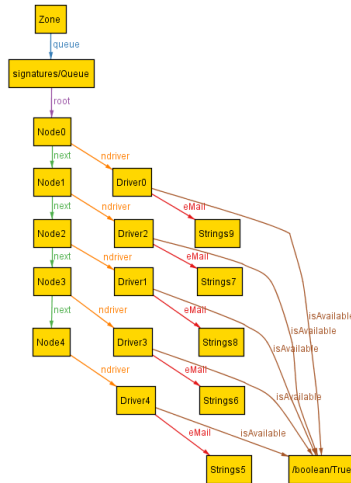 Zone
queue
signatures/Queue
root
Node0
next
ndriver
Node1
Driver0
next
ndriver
eMail
Node2
Driver2
Strings9
next
ndriver
eMail
Node3
Driver1
Strings7
next
ndriver
eMail
isAvailable
isAvailable
Node4
Driver3
Strings8
isAvailable
ndriver
eMail
Driver4
Strings6
isAvailable
isAvailable
eMail
Strings5
/boolean/True